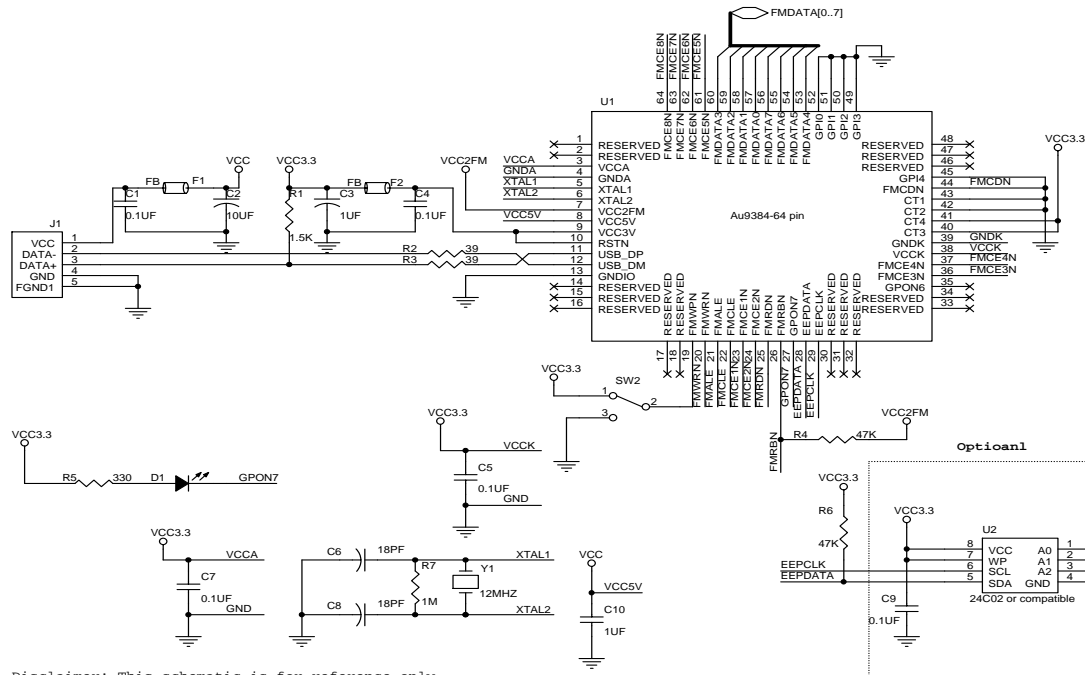 FMDATA[0..7]
FMCE8N
FMCE7N
FMCE6N
FMCE5N
64
63
62
61
60
59
58
57
56
55
54
53
52
51
50
49
U1
FMCE8N
FMCE7N
FMCE6N
FMCE5N
FMDATA3
FMDATA2
FMDATA1
FMDATA0
FMDATA7
FMDATA6
FMDATA5
FMDATA4
GPI0
GPI1
GPI2
GPI3
1 RESERVED
2 RESERVED
VCCA 3 VCCA
GNDA 4 GNDA
XTAL1 5 XTAL1
XTAL2 6 XTAL2
VCC2FM
7 VCC2FM
VCC5V 8 VCC5V
9 VCC3V
10 RSTN
11 USB_DP
12 USB_DM
13 GNDIO
14 RESERVED
15 RESERVED
16 RESERVED
Au9384-64 pin
RESERVED 48
RESERVED 47
RESERVED 46
GPI4 45
FMCDN 44 FMCDN
CT1 43
CT2 42
CT4 41
CT3 40
GNDK 39 GNDK
VCCK 38 VCCK
FMCE4N 37 FMCE4N
FMCE3N 36 FMCE3N
GPON6 35
RESERVED 34
RESERVED 33
VCC3.3
RESERVED
RESERVED
FMWPN
FMWRN
FMALE
FMCLE
FMCE1N
FMCE2N
FMRDN
FMRBN
GPON7
EEPDATA
EEPCLK
RESERVED
RESERVED
RESERVED
17
18
19
20
21
22
23
24
25
26
27
28
29
30
31
32
FMWRN
FMALE
FMCLE
FMCE1N
FMCE2N
FMRDN
GPON7
EEPDATA
EEPCLK
FMRBN
VCC
VCC3.3
FB F1
FB F2
C1
0.1UF
C2
10UF
R1
1.5K
C3
1UF
C4
0.1UF
J1
VCC 1
DATA- 2
DATA+ 3
GND 4
FGND1 5
R2 39
R3 39
VCC3.3
SW2
1
2
3
R4 47K
VCC2FM
VCC3.3
R5 330 D1 GPON7
VCC3.3
VCCK
C5
0.1UF
GND
VCC3.3
VCCA
C7
0.1UF
GND
C6 18PF
C8 18PF
R7
1M
Y1
12MHZ
XTAL1
XTAL2
VCC
VCC5V
C10
1UF
Optioanl
VCC3.3
R6
47K
VCC3.3
U2
8 VCC
7 WP
6 SCL
5 SDA
A0 1
A1 2
A2 3
GND 4
24C02 or compatible
EEPCLK
EEPDATA
C9
0.1UF
Disclaimer: This schematic is for reference only